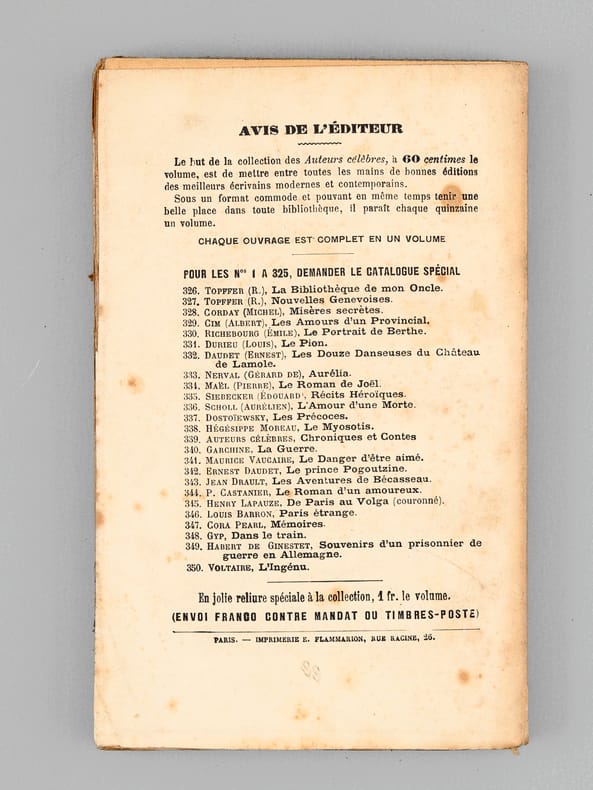 AVIS DE L'ÉDITEUR
Le but de la collection des Auteurs célèbres, à 60 centimes le
volume, est de mettre entre toutes les mains de bonnes éditions
des meilleurs écrivains modernes et contemporains.
Sous un format commode et pouvant en même temps tenir une
belle place dans toute bibliothèque, il paraît chaque quinzaine
un volume.
CHAQUE OUVRAGE EST COMPLET EN UN VOLUME
POUR LES Nos 1 A 325, DEMANDER LE CATALOGUE SPÉCIAL
326. TOPFFER (R.), La Bibliothèque de mon Oncle.
327. TOPFFER (R.), Nouvelles Genevoises.
328. CORDAY (MICHEL), Misères secrètes.
329. CIM (ALBERT), Les Amours d'un Provincial.
330. RICHEBOURG (ÉMILE), Le Portrait de Berthe.
331. DURIEU (LOUIS), Le Pion.
332. DAUDET (ERNEST), Les Douze Danseuses du Château
de Lamole.
333. NERVAL (GÉRARD DE), Aurélia.
334. MAËL (PIERRE), Le Roman de Joël.
335. SIEBECKER (ÉDOUARD), Récits Héroïques.
336. SCHOLL (AURÉLIEN), L'Amour d'une Morte.
337. DOSTOÏEWSKY, Les Précoces.
338. HÉGÉSIPPE MOREAU, Le Myosotis.
339. AUTEURS CÉLÈBRES, Chroniques et Contes
340. GARCHINE, La Guerre.
341. MAURICE VAUCAIRE, Le Danger d'être aimé.
342. ERNEST DAUDET, Le prince Pogoutzine.
343. JEAN DRAULT, Les Aventures de Bécasseau.
344. P. CASTANIER, Le Roman d'un amoureux.
345. HENRY LAPAUZE, De Paris au Volga (couronné).
346. LOUIS BARRON, Paris étrange.
347. CORA PEARL, Mémoires.
348. GYP, Dans le train.
349. HABERT DE GINESTET, Souvenirs d'un prisonnier de
guerre en Allemagne.
350. VOLTAIRE, L'Ingénu.
En jolie reliure spéciale à la collection, 1 fr. le volume.
(ENVOI FRANCO CONTRE MANDAT OU TIMBRES-POSTE)
PARIS. — IMPRIMERIE E. FLAMMARION, RUE RACINE, 26.